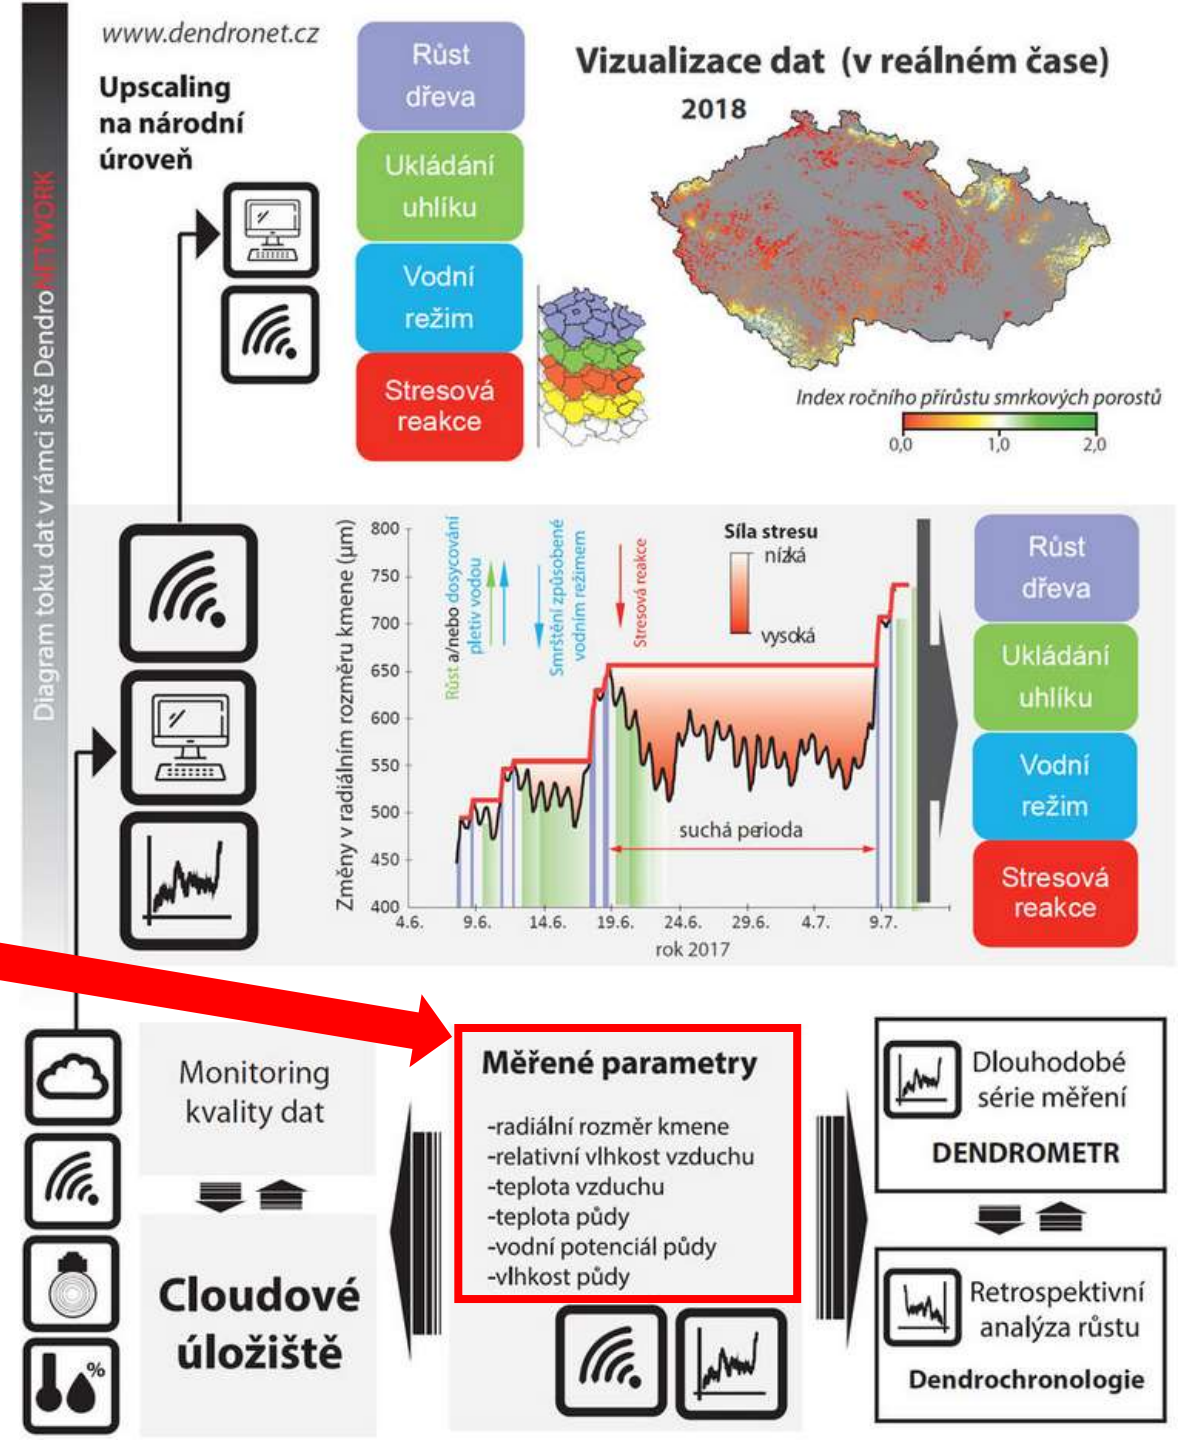 Diagram toku dat v rámci sítě DendroNETWORK
www.dendronet.cz
Upscaling
na národní
úroveň
Růst
dřeva
Ukládání
uhlíku
Vodní
režim
Stresová
reakce
Vizualizace dat (v reálném čase)
2018
Index ročního přírůstu smrkových porostů
0,0 1,0 2,0
Změny v radiálním rozměru kmene (µm)
800
750
700
650
600
550
500
450
400
Růst a/nebo dosycování
pletiv vodou
Smrštění způsobené
vodním režimem
Stresová reakce
Síla stresu
nízká
vysoká
suchá perioda
4.6. 9.6. 14.6. 19.6. 24.6. 29.6. 4.7. 9.7.
rok 2017
Růst
dřeva
Ukládání
uhlíku
Vodní
režim
Stresová
reakce
%
Monitoring
kvality dat
Cloudové
úložiště
Měřené parametry
-radiální rozměr kmene
-relativní vlhkost vzduchu
-teplota vzduchu
-teplota půdy
-vodní potenciál půdy
-vlhkost půdy
Dlouhodobé
série měření
DENDROMETR
Retrospektivní
analýza růstu
Dendrochronologie